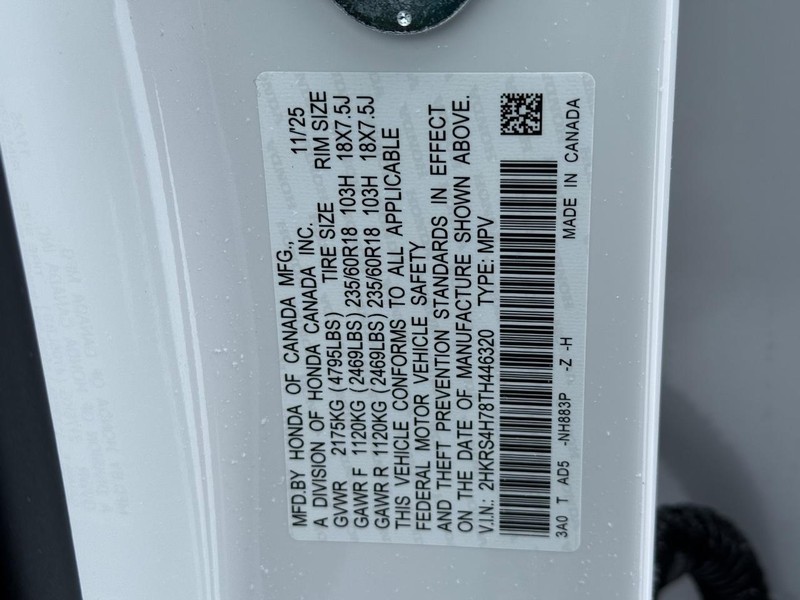 MFD.BY HONDA OF CANADA MFG., 11/'25
A DIVISION OF HONDA CANADA INC.
TIRE SIZE RIM SIZE
GVWR 2175KG (4795LBS)
GAWR F 1120KG (2469LBS) 235/60R18 103H 18X7.5J
GAWR R 1120KG (2469LBS) 235/60R18 103H 18X7.5J
THIS VEHICLE CONFORMS TO ALL APPLICABLE
FEDERAL MOTOR VEHICLE SAFETY
AND THEFT PREVENTION STANDARDS IN EFFECT
ON THE DATE OF MANUFACTURE SHOWN ABOVE.
V.I.N.: 2HKRS4H78TH446320 TYPE: MPV
3A0 T AD5 -NH883P -Z -H MADE IN CANADA